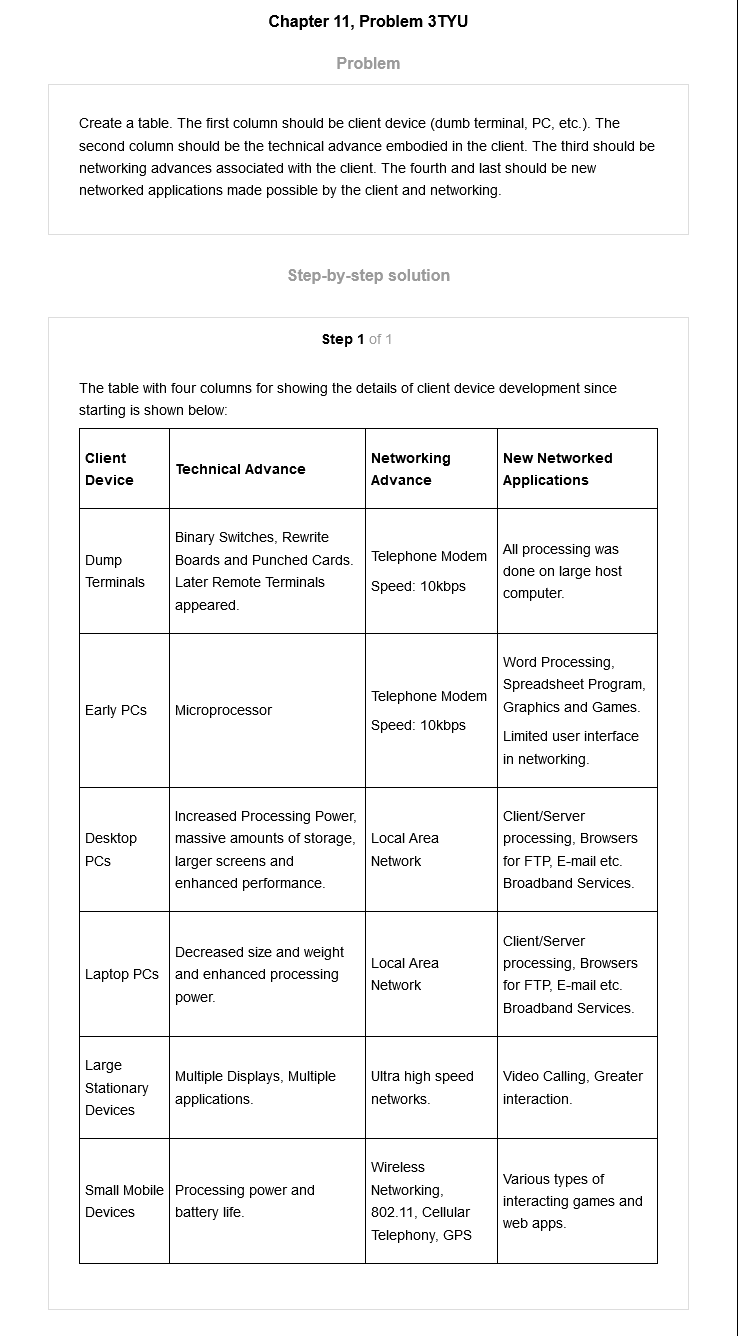 Chapter 11, Problem 3TYU
Problem
Create a table. The first column should be client device (dumb terminal, PC, etc.). The
second column should be the technical advance embodied in the client. The third should be
networking advances associated with the client. The fourth and last should be new
networked applications made possible by the client and networking.
Step-by-step solution
Step 1 of 1
The table with four columns for showing the details of client device development since
starting is shown below:
Client
Device
Technical Advance
Networking
Advance
New Networked
Applications
Dump
Terminals
Binary Switches, Rewrite
Boards and Punched Cards.
Later Remote Terminals
appeared.
Telephone Modem
Speed: 10kbps
All processing was
done on large host
computer.
Early PCs
Microprocessor
Telephone Modem
Speed: 10kbps
Word Processing,
Spreadsheet Program,
Graphics and Games.
Limited user interface
in networking.
Desktop
PCs
Increased Processing Power,
massive amounts of storage,
larger screens and
enhanced performance.
Local Area
Network
Client/Server
processing, Browsers
for FTP, E-mail etc.
Broadband Services.
Laptop PCs
Decreased size and weight
and enhanced processing
power.
Local Area
Network
Client/Server
processing, Browsers
for FTP, E-mail etc.
Broadband Services.
Large
Stationary
Devices
Multiple Displays, Multiple
applications.
Ultra high speed
networks.
Video Calling, Greater
interaction.
Small Mobile
Devices
Processing power and
battery life.
Wireless
Networking,
802.11, Cellular
Telephony, GPS
Various types of
interacting games and
web apps.